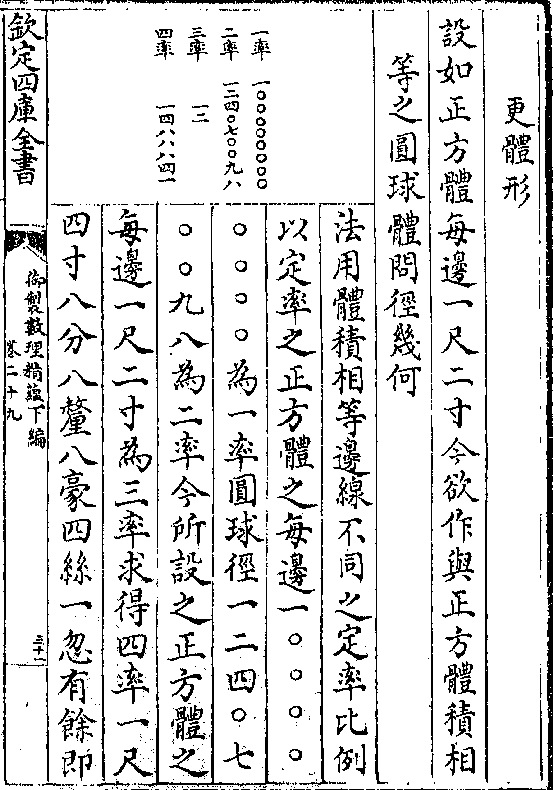 更體形
設如正方體每邊一尺二寸今欲作與正方體積相
等之圓球體問徑幾何
一率　一〇〇〇〇〇〇〇〇
二率　一二四〇七〇〇九八
三率　一二
四率　一四八八八四一
法用體積相等邊線不同之定率比例
以定率之正方體之每邊一〇〇〇〇
〇〇〇〇為一率圓球徑一二四〇七
〇〇九八為二率今所設之正方體之
每邊一尺二寸為三率求得四率一尺
四寸八分八釐八豪四絲一忽有餘即
欽定四庫全書
御製數理精蘊下編
卷二十九
三十一